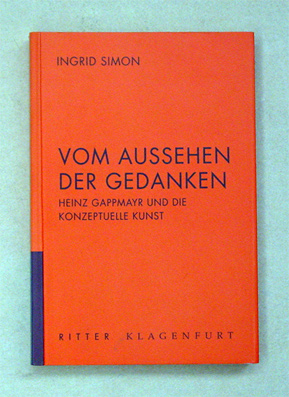 INGRID SIMON
VOM AUSSEHEN
DER GEDANKEN
HEINZ GAPPMAYR UND DIE
KONZEPTUELLE KUNST
RITTER KLAGENFURT